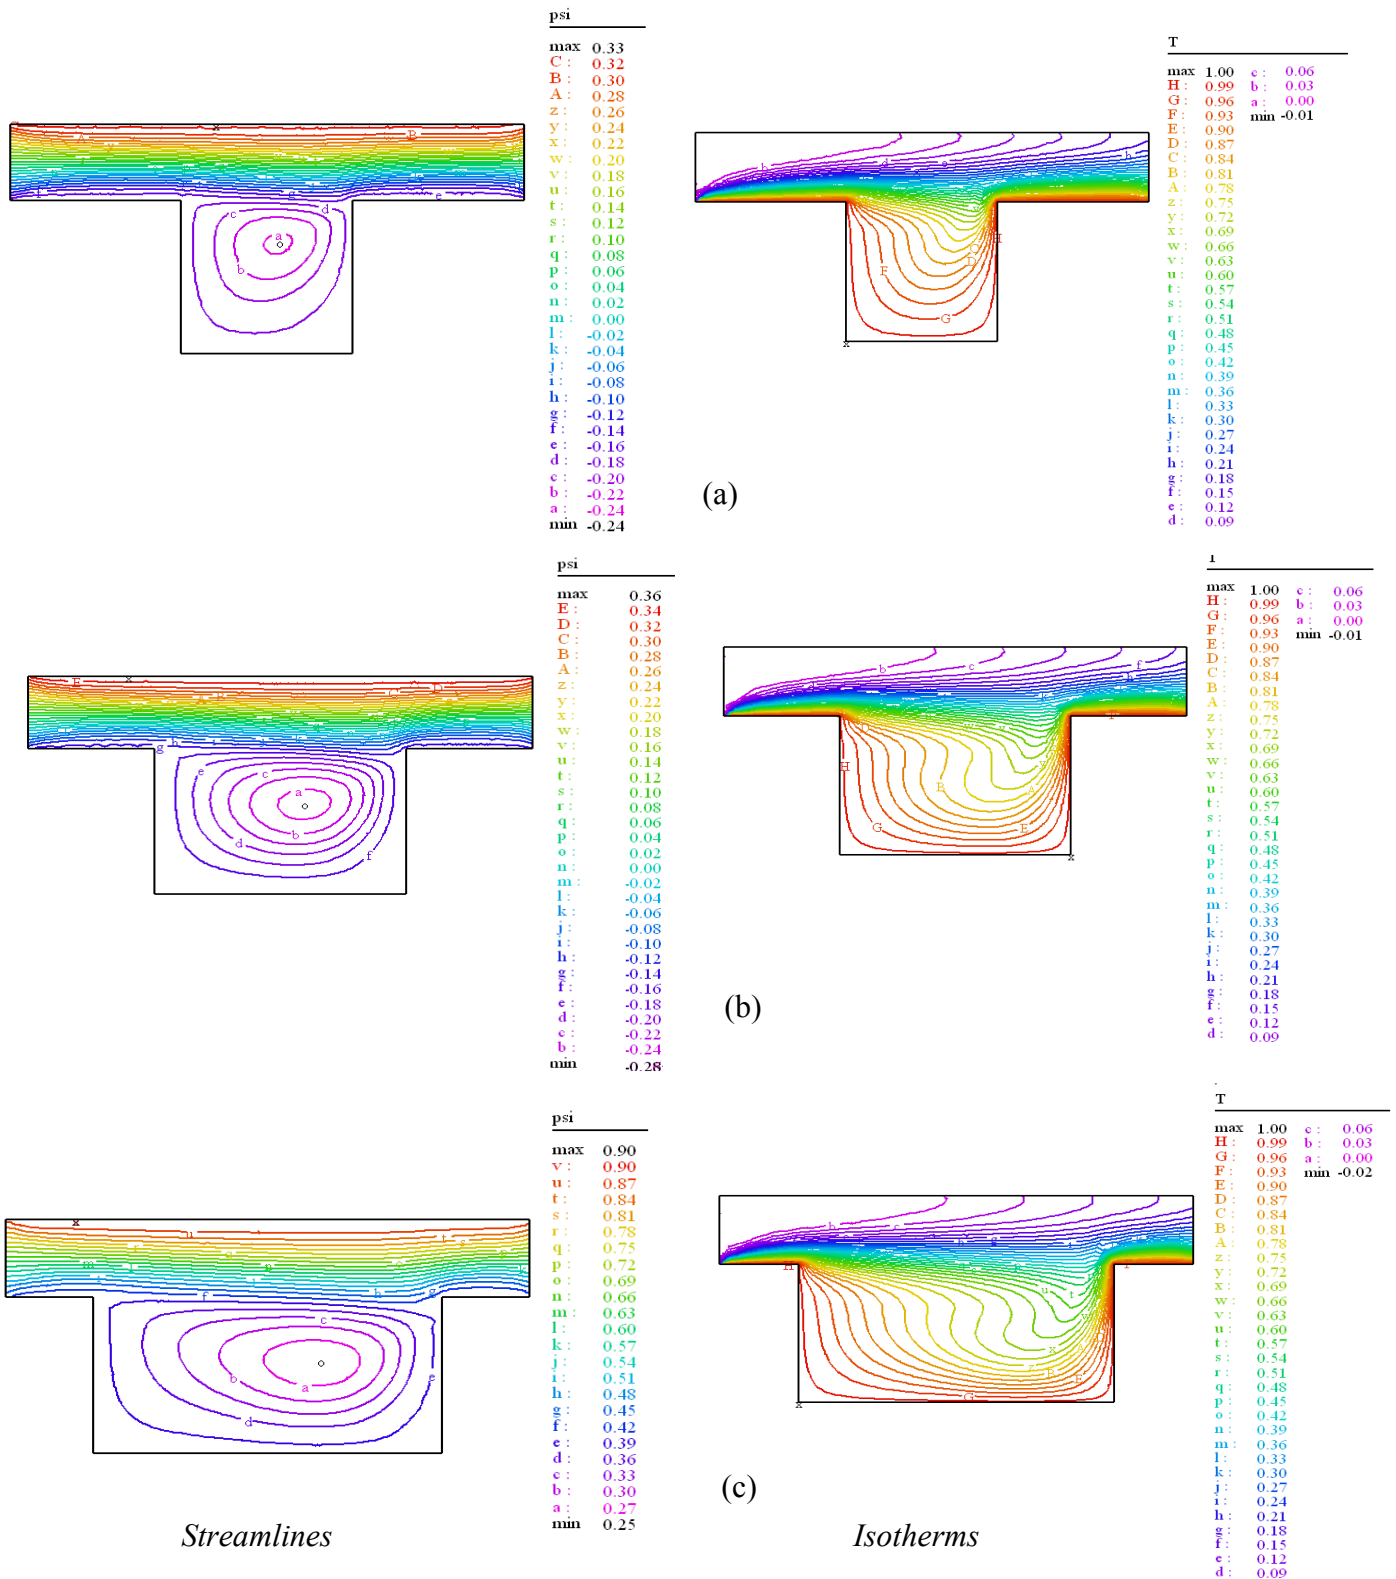 psi
max 0.33
C : 0.32
B : 0.30
A : 0.28
z : 0.26
y : 0.24
x : 0.22
w : 0.20
v : 0.18
u : 0.16
t : 0.14
s : 0.12
r : 0.10
q : 0.08
p : 0.06
o : 0.04
n : 0.02
m : 0.00
l : -0.02
k : -0.04
j : -0.06
i : -0.08
h : -0.10
g : -0.12
f : -0.14
e : -0.16
d : -0.18
c : -0.20
b : -0.22
a : -0.24
min -0.24
T
max 1.00 c : 0.06
H : 0.99 b : 0.03
G : 0.96 a : 0.00
F : 0.93 min -0.01
E : 0.90
D : 0.87
C : 0.84
B : 0.81
A : 0.78
z : 0.75
y : 0.72
x : 0.69
w : 0.66
v : 0.63
u : 0.60
t : 0.57
s : 0.54
r : 0.51
q : 0.48
p : 0.45
o : 0.42
n : 0.39
m : 0.36
l : 0.33
k : 0.30
j : 0.27
i : 0.24
h : 0.21
g : 0.18
f : 0.15
e : 0.12
d : 0.09
(a)
psi
max 0.36
E : 0.34
D : 0.32
C : 0.30
B : 0.28
A : 0.26
z : 0.24
y : 0.22
x : 0.20
w : 0.18
v : 0.16
u : 0.14
t : 0.12
s : 0.10
r : 0.08
q : 0.06
p : 0.04
o : 0.02
n : 0.00
m : -0.02
l : -0.04
k : -0.06
j : -0.08
i : -0.10
h : -0.12
g : -0.14
f : -0.16
e : -0.18
d : -0.20
c : -0.22
b : -0.24
min -0.28
T
max 1.00 c : 0.06
H : 0.99 b : 0.03
G : 0.96 a : 0.00
F : 0.93 min -0.01
E : 0.90
D : 0.87
C : 0.84
B : 0.81
A : 0.78
z : 0.75
y : 0.72
x : 0.69
w : 0.66
v : 0.63
u : 0.60
t : 0.57
s : 0.54
r : 0.51
q : 0.48
p : 0.45
o : 0.42
n : 0.39
m : 0.36
l : 0.33
k : 0.30
j : 0.27
i : 0.24
h : 0.21
g : 0.18
f : 0.15
e : 0.12
d : 0.09
(b)
psi
max 0.90
v : 0.90
u : 0.87
t : 0.84
s : 0.81
r : 0.78
q : 0.75
p : 0.72
o : 0.69
n : 0.66
m : 0.63
l : 0.60
k : 0.57
j : 0.54
i : 0.51
h : 0.48
g : 0.45
f : 0.42
e : 0.39
d : 0.36
c : 0.33
b : 0.30
a : 0.27
min 0.25
T
max 1.00 c : 0.06
H : 0.99 b : 0.03
G : 0.96 a : 0.00
F : 0.93 min -0.02
E : 0.90
D : 0.87
C : 0.84
B : 0.81
A : 0.78
z : 0.75
y : 0.72
x : 0.69
w : 0.66
v : 0.63
u : 0.60
t : 0.57
s : 0.54
r : 0.51
q : 0.48
p : 0.45
o : 0.42
n : 0.39
m : 0.36
l : 0.33
k : 0.30
j : 0.27
i : 0.24
h : 0.21
g : 0.18
f : 0.15
e : 0.12
d : 0.09
(c)
Streamlines
Isotherms